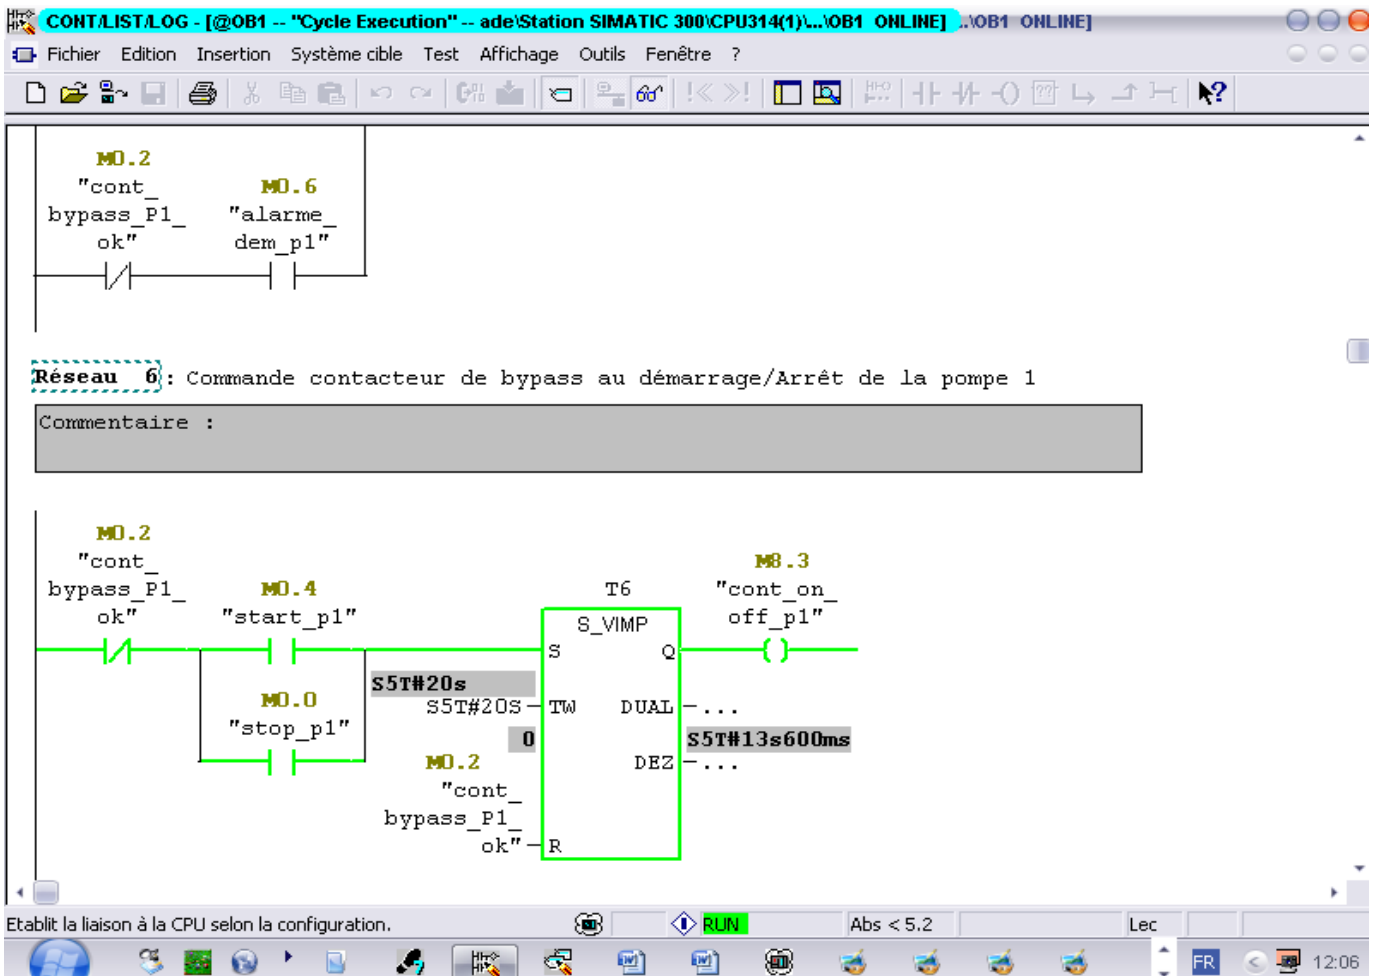 CONT/LIST/LOG - [@OB1 -- "Cycle Execution" -- ade\Station SIMATIC 300\CPU314(1)\...\OB1 ONLINE] ...\OB1 ONLINE]
Fichier Edition Insertion Système cible Test Affichage Outils Fenêtre ?
M0.2
"cont_ M0.6
bypass_P1_ "alarme_
ok" dem_p1"
Réseau 6 : Commande contacteur de bypass au démarrage/Arrêt de la pompe 1
Commentaire :
M0.2
"cont_ M8.3
bypass_P1_ M0.4 T6 "cont_on_
ok" "start_p1" S_VIMP off_p1"
S Q
S5T#20s
M0.0 S5T#20S TW DUAL ...
"stop_p1" 0 S5T#13s600ms
M0.2 DEZ ...
"cont_
bypass_P1_
ok" R
Etablit la liaison à la CPU selon la configuration. RUN Abs < 5.2 Lec
FR 12:06